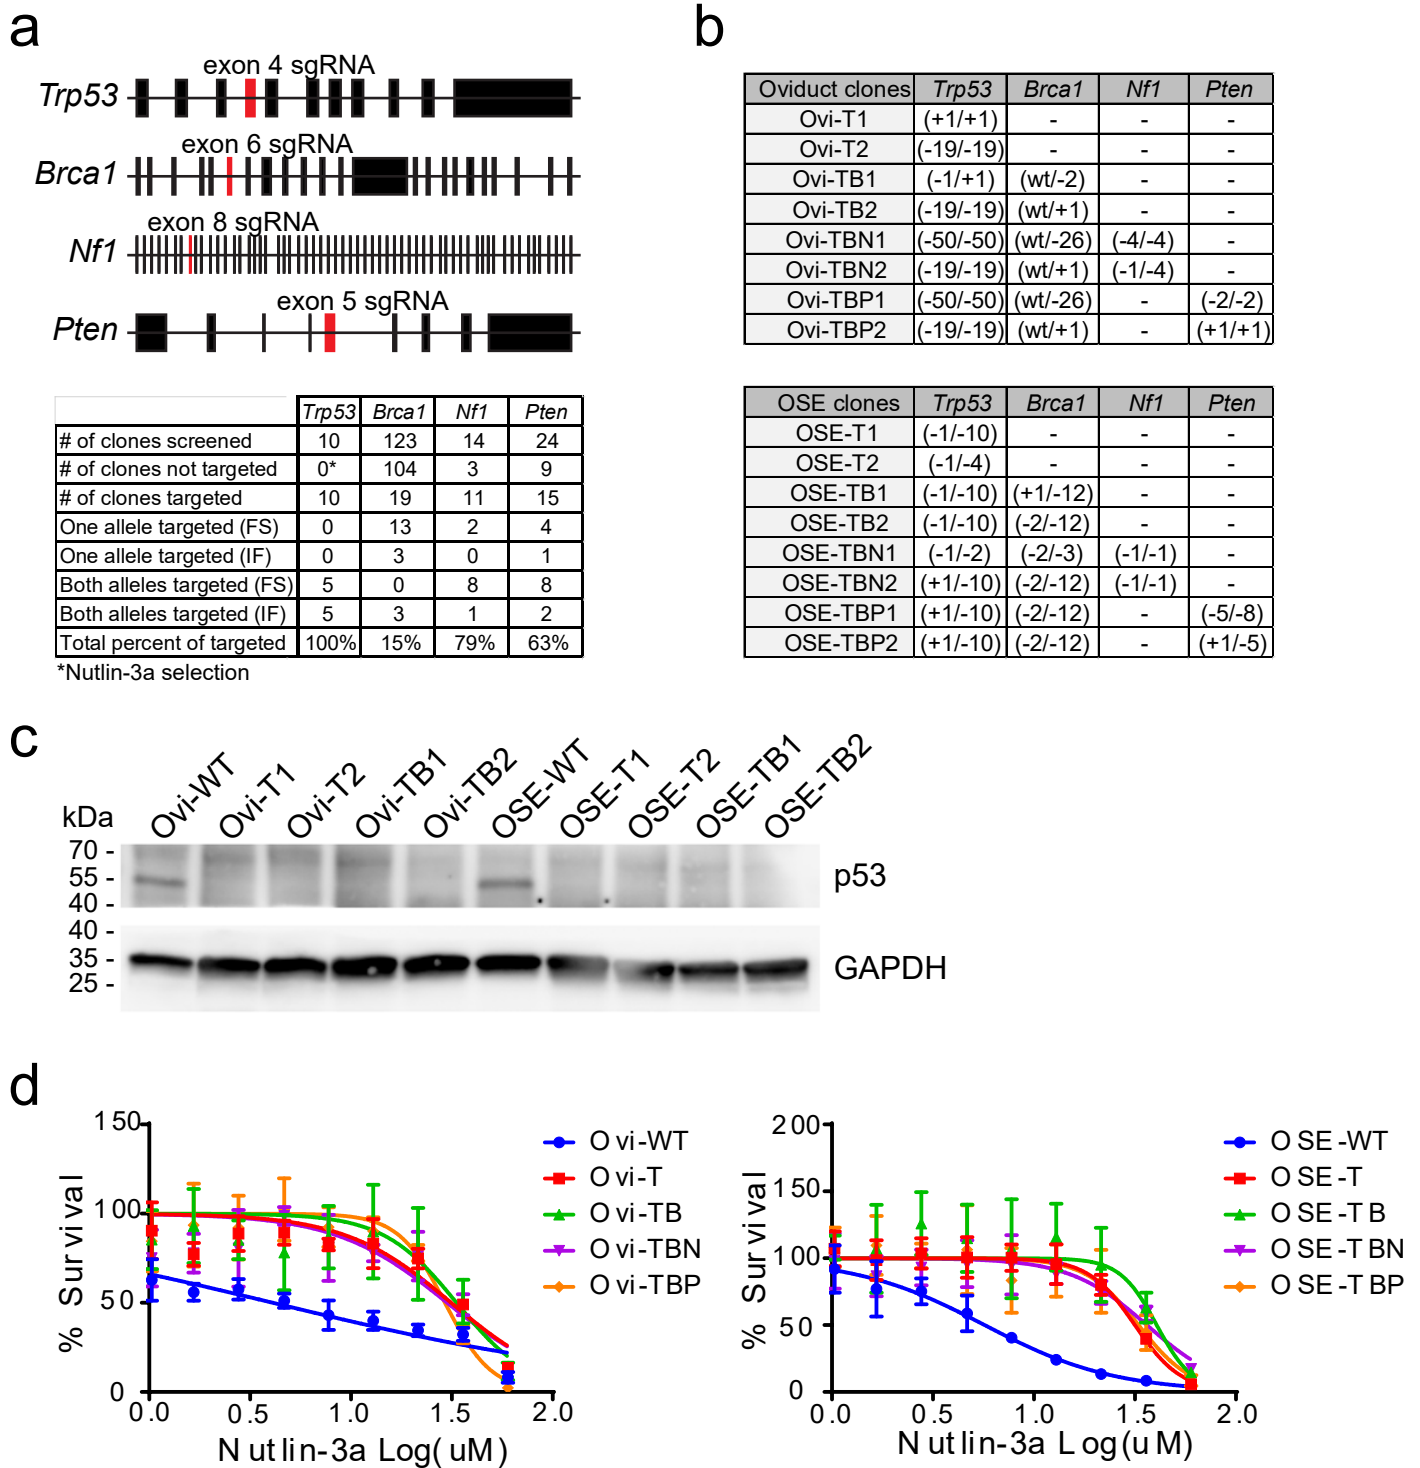 a
exon 4 sgRNA
Trp53
exon 6 sgRNA
Brca1
exon 8 sgRNA
Nf1
exon 5 sgRNA
Pten
Trp53 Brca1 Nf1 Pten
# of clones screened 10 123 14 24
# of clones not targeted 0* 104 3 9
# of clones targeted 10 19 11 15
One allele targeted (FS) 0 13 2 4
One allele targeted (IF) 0 3 0 1
Both alleles targeted (FS) 5 0 8 8
Both alleles targeted (IF) 5 3 1 2
Total percent of targeted 100% 15% 79% 63%
*Nutlin-3a selection
b
Oviduct clones Trp53 Brca1 Nf1 Pten
Ovi-T1 (+1/+1) - - -
Ovi-T2 (-19/-19) - - -
Ovi-TB1 (-1/+1) (wt/-2) - -
Ovi-TB2 (-19/-19) (wt/+1) - -
Ovi-TBN1 (-50/-50) (wt/-26) (-4/-4) -
Ovi-TBN2 (-19/-19) (wt/+1) (-1/-4) -
Ovi-TBP1 (-50/-50) (wt/-26) - (-2/-2)
Ovi-TBP2 (-19/-19) (wt/+1) - (+1/+1)
OSE clones Trp53 Brca1 Nf1 Pten
OSE-T1 (-1/-10) - - -
OSE-T2 (-1/-4) - - -
OSE-TB1 (-1/-10) (+1/-12) - -
OSE-TB2 (-1/-10) (-2/-12) - -
OSE-TBN1 (-1/-2) (-2/-3) (-1/-1) -
OSE-TBN2 (+1/-10) (-2/-12) (-1/-1) -
OSE-TBP1 (+1/-10) (-2/-12) - (-5/-8)
OSE-TBP2 (+1/-10) (-2/-12) - (+1/-5)
c
kDa Ovi-WT Ovi-T1 Ovi-T2 Ovi-TB1 Ovi-TB2 OSE-WT OSE-T1 OSE-T2 OSE-TB1 OSE-TB2
70 -
55 -
40 -
p53
40 -
35 -
25 -
GAPDH
d
150
100
50
0
% Survival
0.0 0.5 1.0 1.5 2.0
Nutlin-3a Log(uM)
Ovi-WT
Ovi-T
Ovi-TB
Ovi-TBN
Ovi-TBP
200
150
100
50
0
% Survival
0.0 0.5 1.0 1.5 2.0
Nutlin-3a Log(uM)
OSE-WT
OSE-T
OSE-TB
OSE-TBN
OSE-TBP